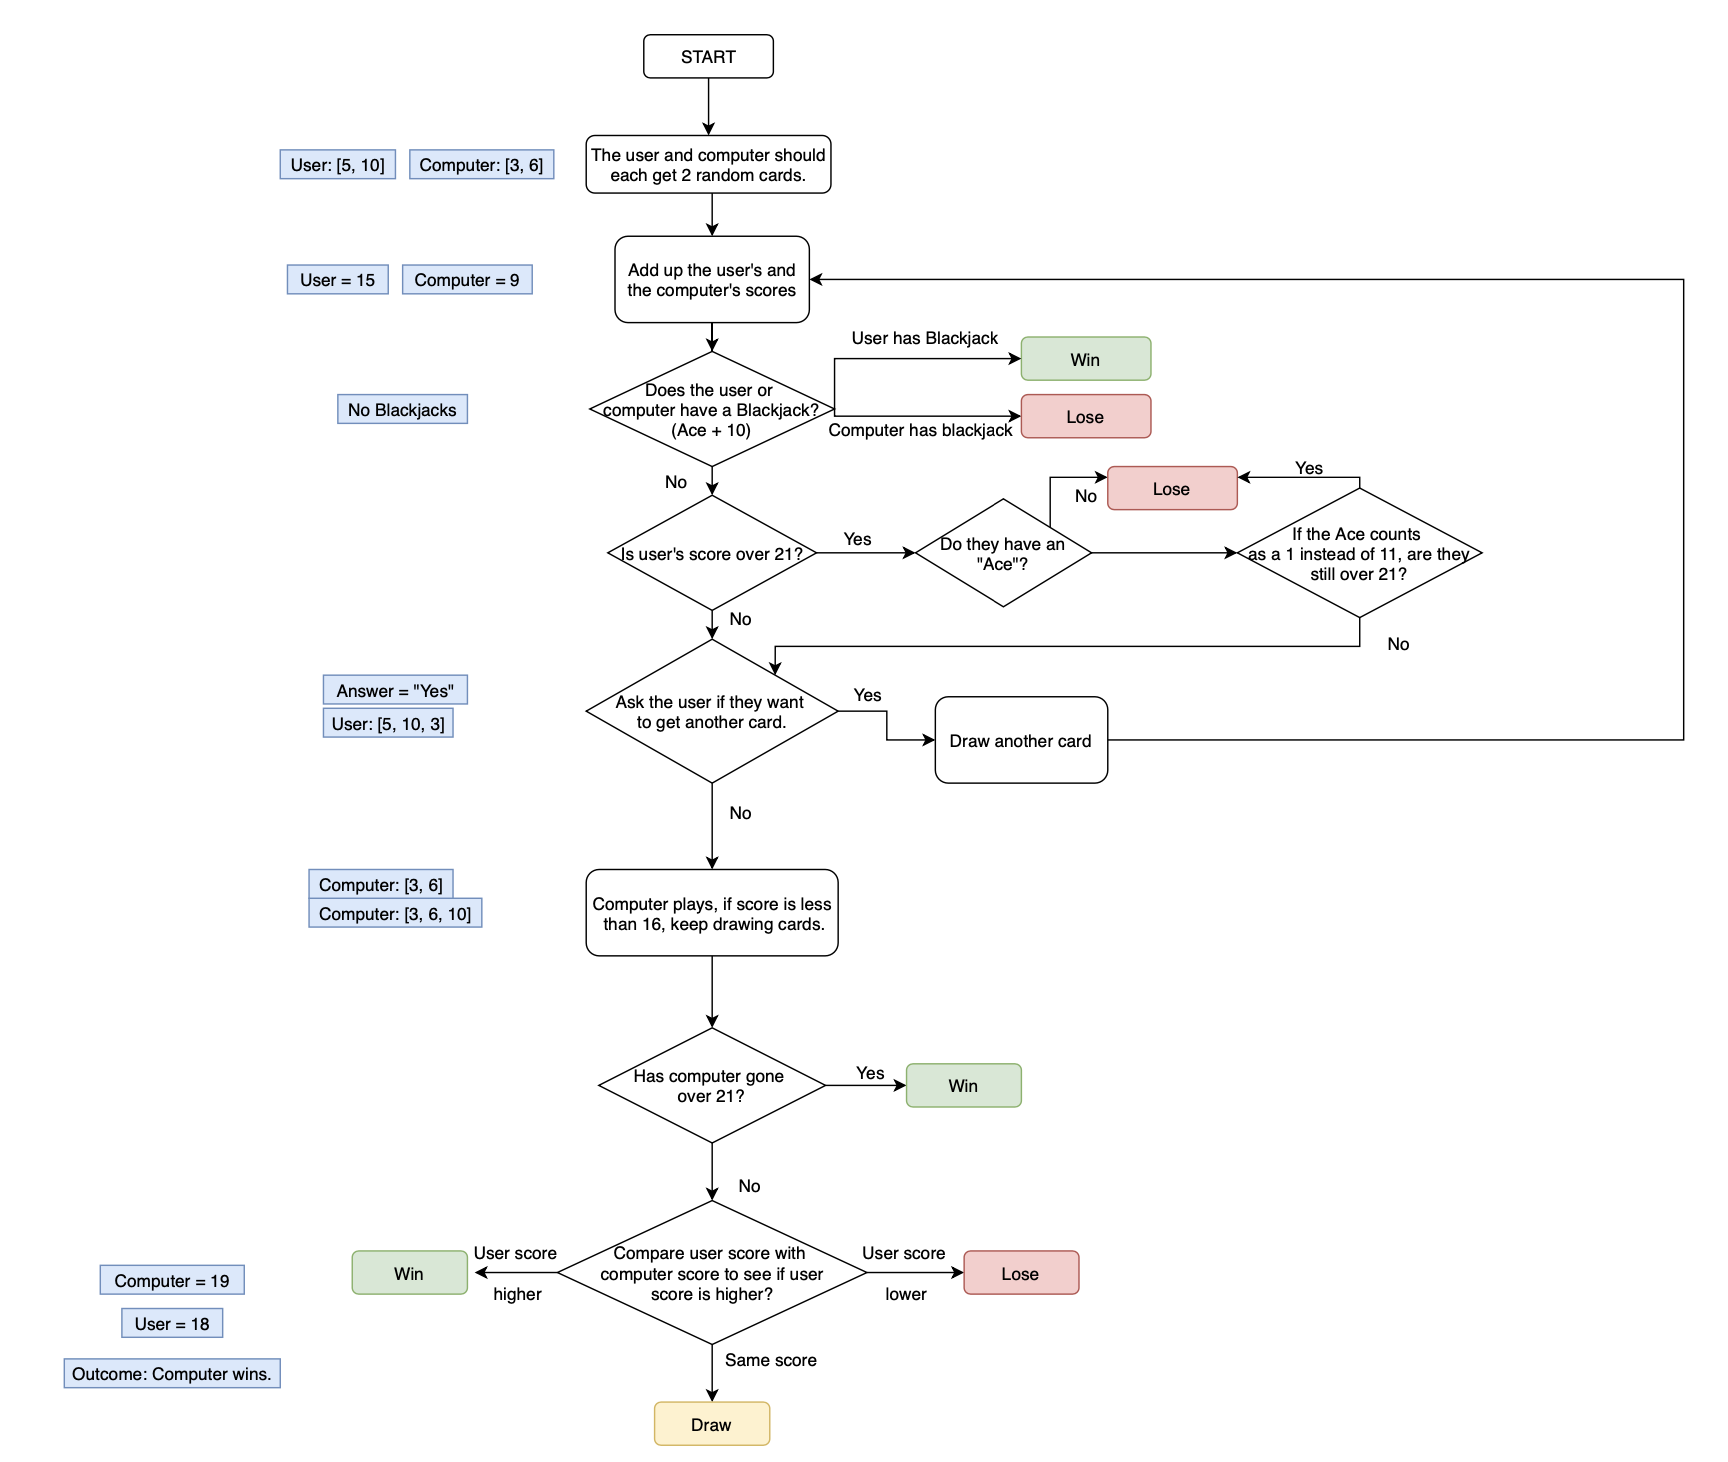 START
User: [5, 10]
Computer: [3, 6]
The user and computer should
each get 2 random cards.
User = 15
Computer = 9
Add up the user's and
the computer's scores
User has Blackjack
Win
No Blackjacks
Does the user or
computer have a Blackjack?
(Ace + 10)
Computer has blackjack
Lose
No
Is user's score over 21?
Yes
Do they have an
"Ace"?
No
Lose
Yes
If the Ace counts
as a 1 instead of 11, are they
still over 21?
No
No
Answer = "Yes"
User: [5, 10, 3]
Ask the user if they want
to get another card.
Yes
Draw another card
No
Computer: [3, 6]
Computer: [3, 6, 10]
Computer plays, if score is less
than 16, keep drawing cards.
Has computer gone
over 21?
Yes
Win
No
Computer = 19
User = 18
Outcome: Computer wins.
Win
User score
higher
Compare user score with
computer score to see if user
score is higher?
User score
lower
Lose
Same score
Draw